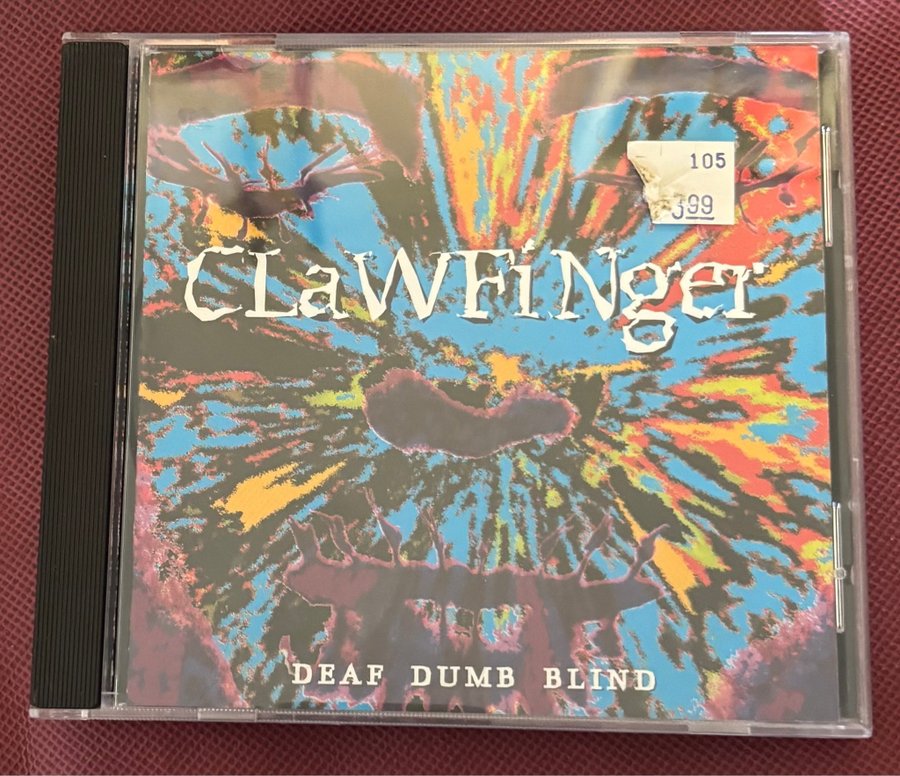 105
399
CLaWFiNger
DEAF DUMB BLIND